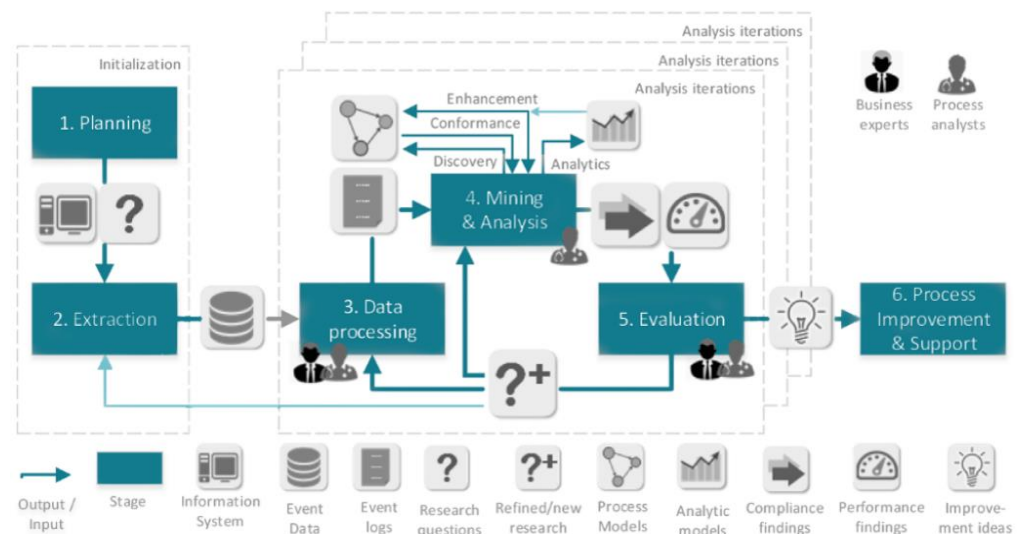 Analysis iterations
Analysis iterations
Analysis iterations
Initialization
Business
experts
Process
analysts
1. Planning
?
2. Extraction
Enhancement
Conformance
Discovery
Analytics
4. Mining
& Analysis
3. Data
processing
5. Evaluation
6. Process
Improvement
& Support
?+
Output /
Input
Stage
Information
System
Event
Data
Event
logs
?
Research
questions
?+
Refined/new
research
Process
Models
Analytic
models
Compliance
findings
Performance
findings
Improve-
ment ideas